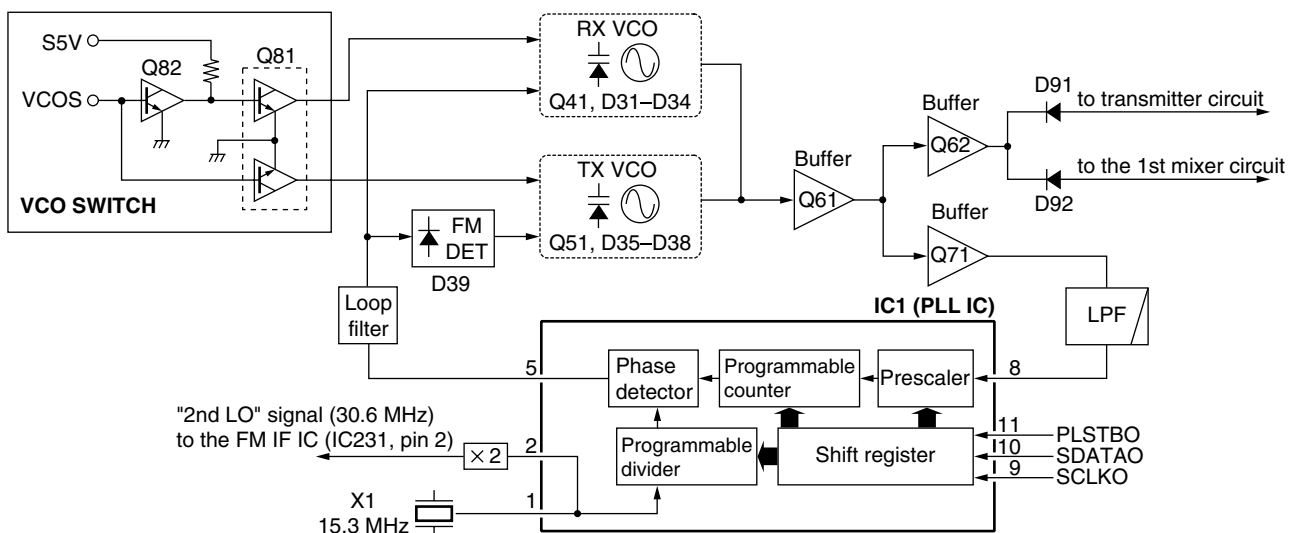 S5V
VCOS
Q82
Q81
VCO SWITCH
RX VCO
Q41, D31–D34
TX VCO
Q51, D35–D38
FM
DET
D39
Loop
filter
Buffer
Q61
Buffer
Q62
Buffer
Q71
D91
to transmitter circuit
to the 1st mixer circuit
D92
LPF
IC1 (PLL IC)
5
Phase
detector
Programmable
counter
Prescaler
8
"2nd LO" signal (30.6 MHz)
to the FM IF IC (IC231, pin 2)
×2
2
Programmable
divider
Shift register
11
PLSTBO
10
SDATAO
9
SCLKO
X1
15.3 MHz
1